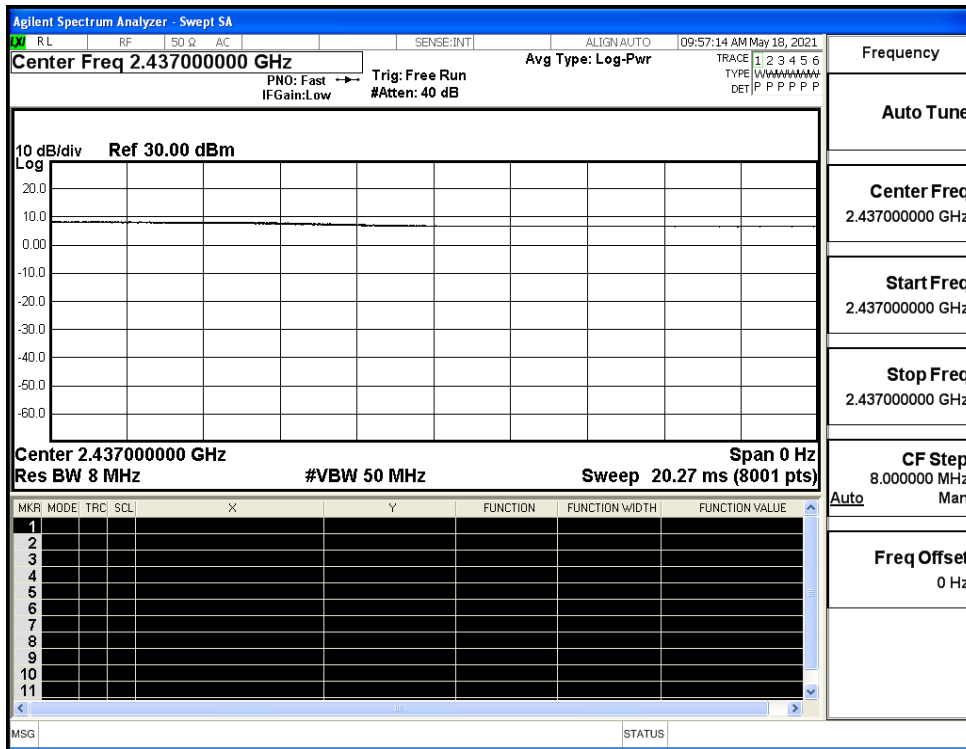 Agilent Spectrum Analyzer - Swept SA
LXI RL RF 50 Ω AC SENSE:INT ALIGN AUTO 09:57:14 AM May 18, 2021
Center Freq 2.437000000 GHz Avg Type: Log-Pwr TRACE 1 2 3 4 5 6
PNO: Fast Trig: Free Run TYPE WWWWWW
IFGain:Low #Atten: 40 dB DET P P P P P P
10 dB/div Ref 30.00 dBm
Log
20.0
10.0
0.00
-10.0
-20.0
-30.0
-40.0
-50.0
-60.0
Center 2.437000000 GHz Span 0 Hz
Res BW 8 MHz #VBW 50 MHz Sweep 20.27 ms (8001 pts)
MKR MODE TRC SCL X Y FUNCTION FUNCTION WIDTH FUNCTION VALUE
1
2
3
4
5
6
7
8
9
10
11
MSG STATUS
Frequency
Auto Tune
Center Freq
2.437000000 GHz
Start Freq
2.437000000 GHz
Stop Freq
2.437000000 GHz
CF Step
8.000000 MHz
Auto Man
Freq Offset
0 Hz